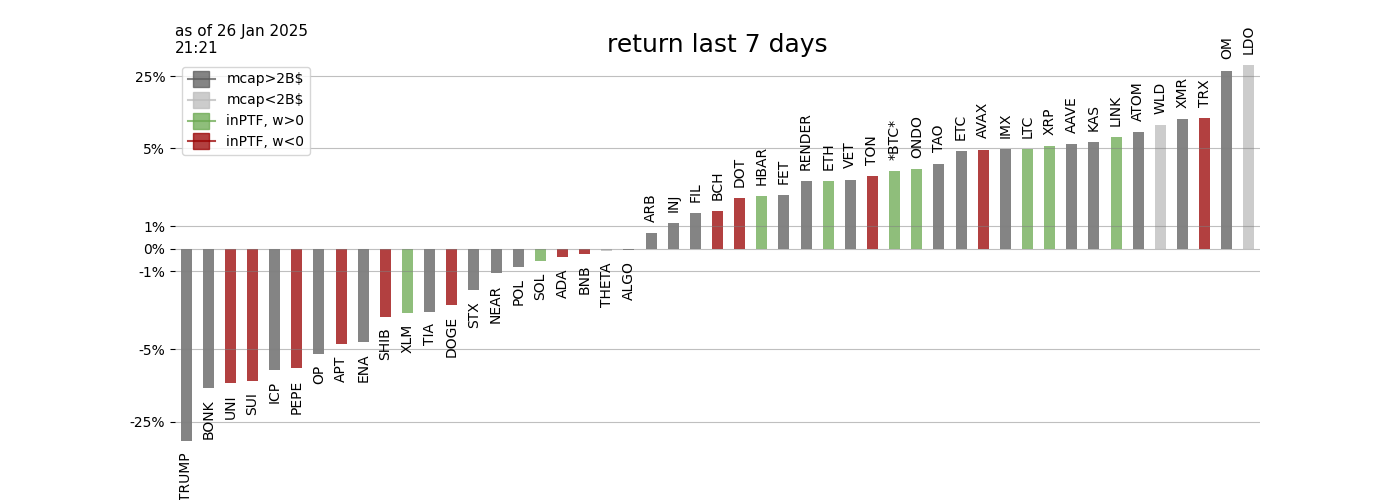 as of 26 Jan 2025
21:21
return last 7 days
mcap>2B$
mcap<2B$
inPTF, w>0
inPTF, w<0
25%
5%
1%
0%
-1%
-5%
-25%
TRUMP
BONK
UNI
SUI
ICP
PEPE
OP
APT
ENA
SHIB
XLM
TIA
DOGE
STX
NEAR
POL
SOL
ADA
BNB
THETA
ALGO
ARB
INJ
FIL
BCH
DOT
HBAR
FET
RENDER
ETH
VET
TON
*BTC*
ONDO
TAO
ETC
AVAX
IMX
LTC
XRP
AAVE
KAS
LINK
ATOM
WLD
XMR
TRX
OM
LDO